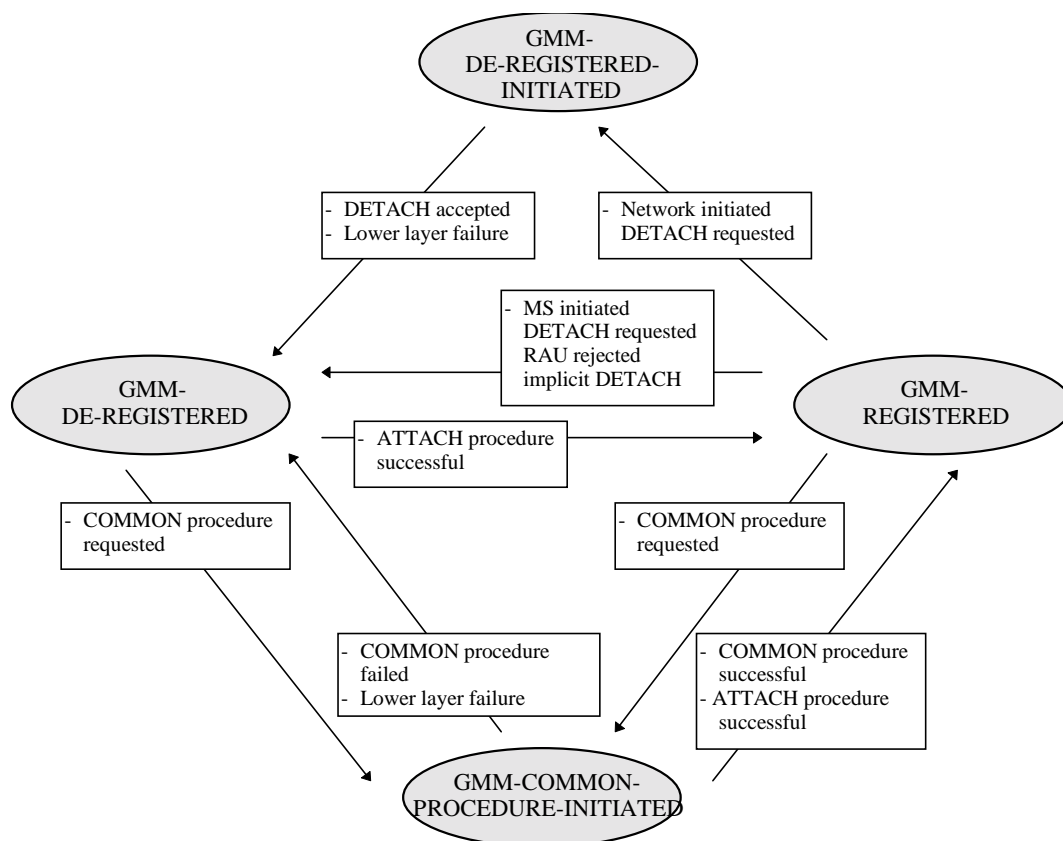 GMM-
DE-REGISTERED-
INITIATED
- DETACH accepted
- Lower layer failure
- Network initiated
DETACH requested
- MS initiated
DETACH requested
RAU rejected
implicit DETACH
GMM-
DE-REGISTERED
GMM-
REGISTERED
- ATTACH procedure
successful
- COMMON procedure
requested
- COMMON procedure
requested
- COMMON procedure
failed
- Lower layer failure
- COMMON procedure
successful
- ATTACH procedure
successful
GMM-COMMON-
PROCEDURE-INITIATED